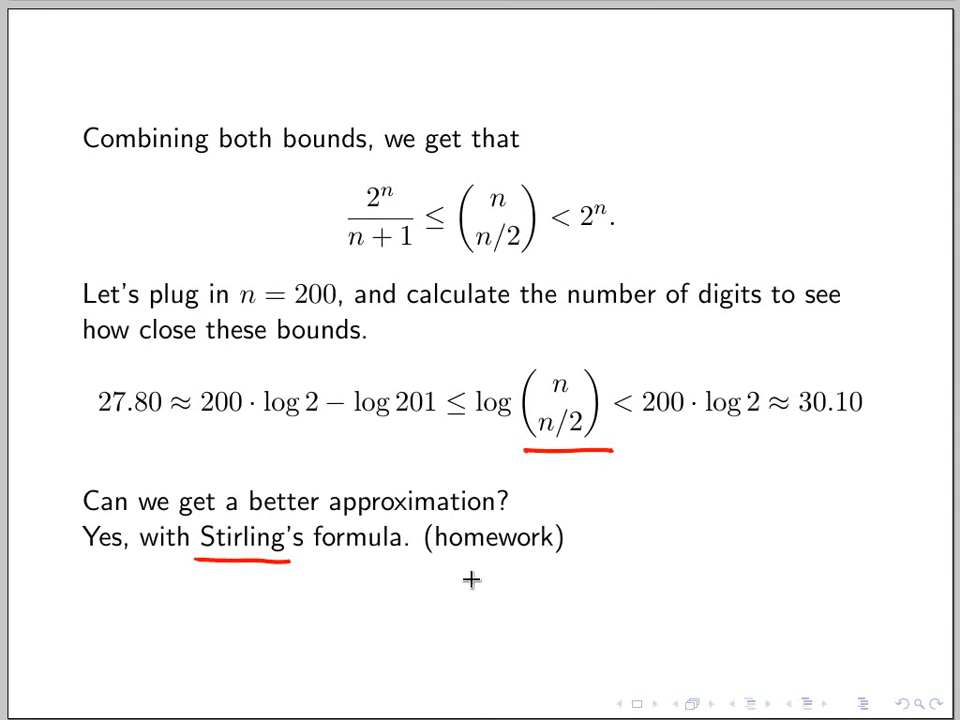 Combining both bounds, we get that
2^n / (n + 1) ≤ (n choose n/2) < 2^n.
Let's plug in n = 200, and calculate the number of digits to see
how close these bounds.
27.80 ≈ 200 · log 2 − log 201 ≤ log (n choose n/2) < 200 · log 2 ≈ 30.10
Can we get a better approximation?
Yes, with Stirling's formula. (homework)